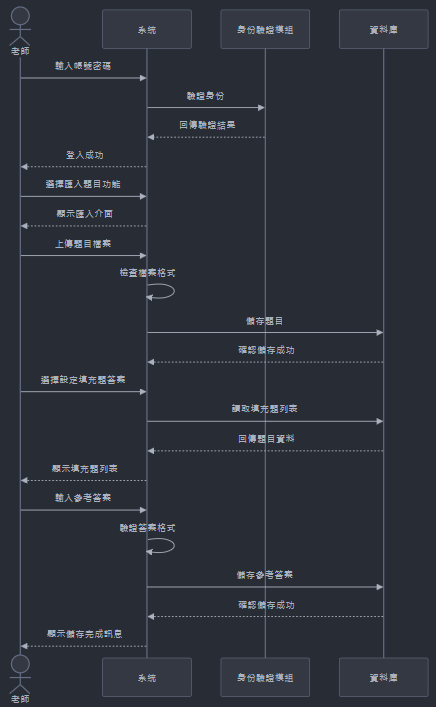 系統
身份驗證模組
資料庫
老師
輸入帳號密碼
驗證身份
回傳驗證結果
登入成功
選擇匯入題目功能
顯示匯入介面
上傳題目檔案
檢查檔案格式
儲存題目
確認儲存成功
選擇設定填充題答案
讀取填充題列表
回傳題目資料
顯示填充題列表
輸入參考答案
驗證答案格式
儲存參考答案
確認儲存成功
顯示儲存完成訊息
系統
身份驗證模組
資料庫
老師